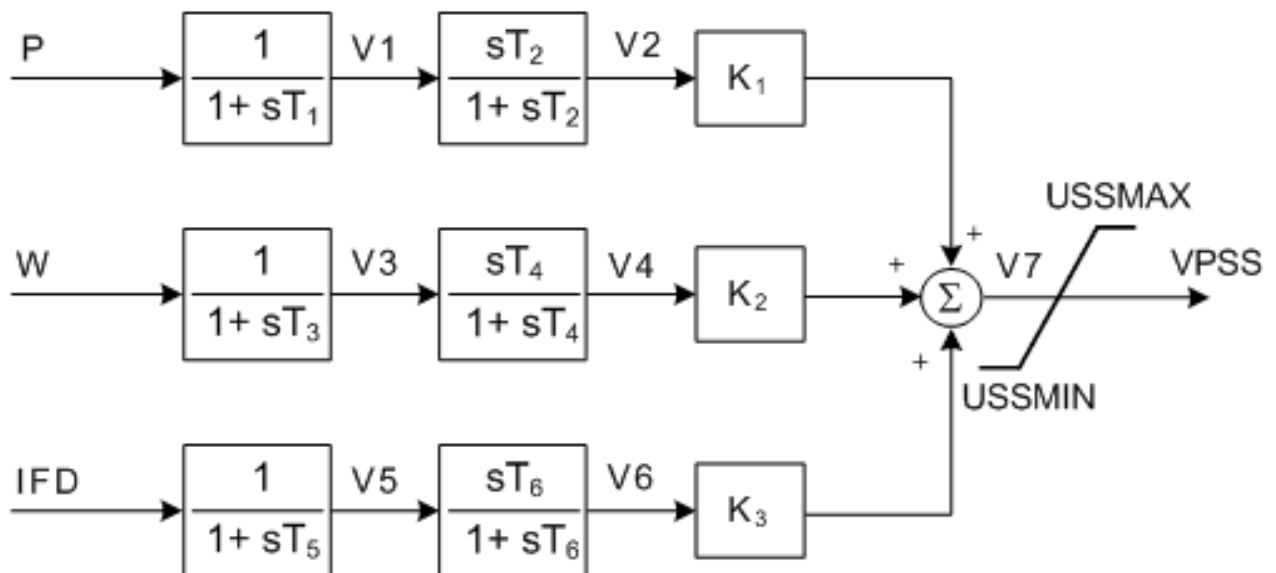 P
1
1+ sT₁
V1
sT₂
1+ sT₂
V2
K₁
+
USSMAX
W
1
1+ sT₃
V3
sT₄
1+ sT₄
V4
K₂
+
Σ
V7
VPSS
+
USSMIN
IFD
1
1+ sT₅
V5
sT₆
1+ sT₆
V6
K₃